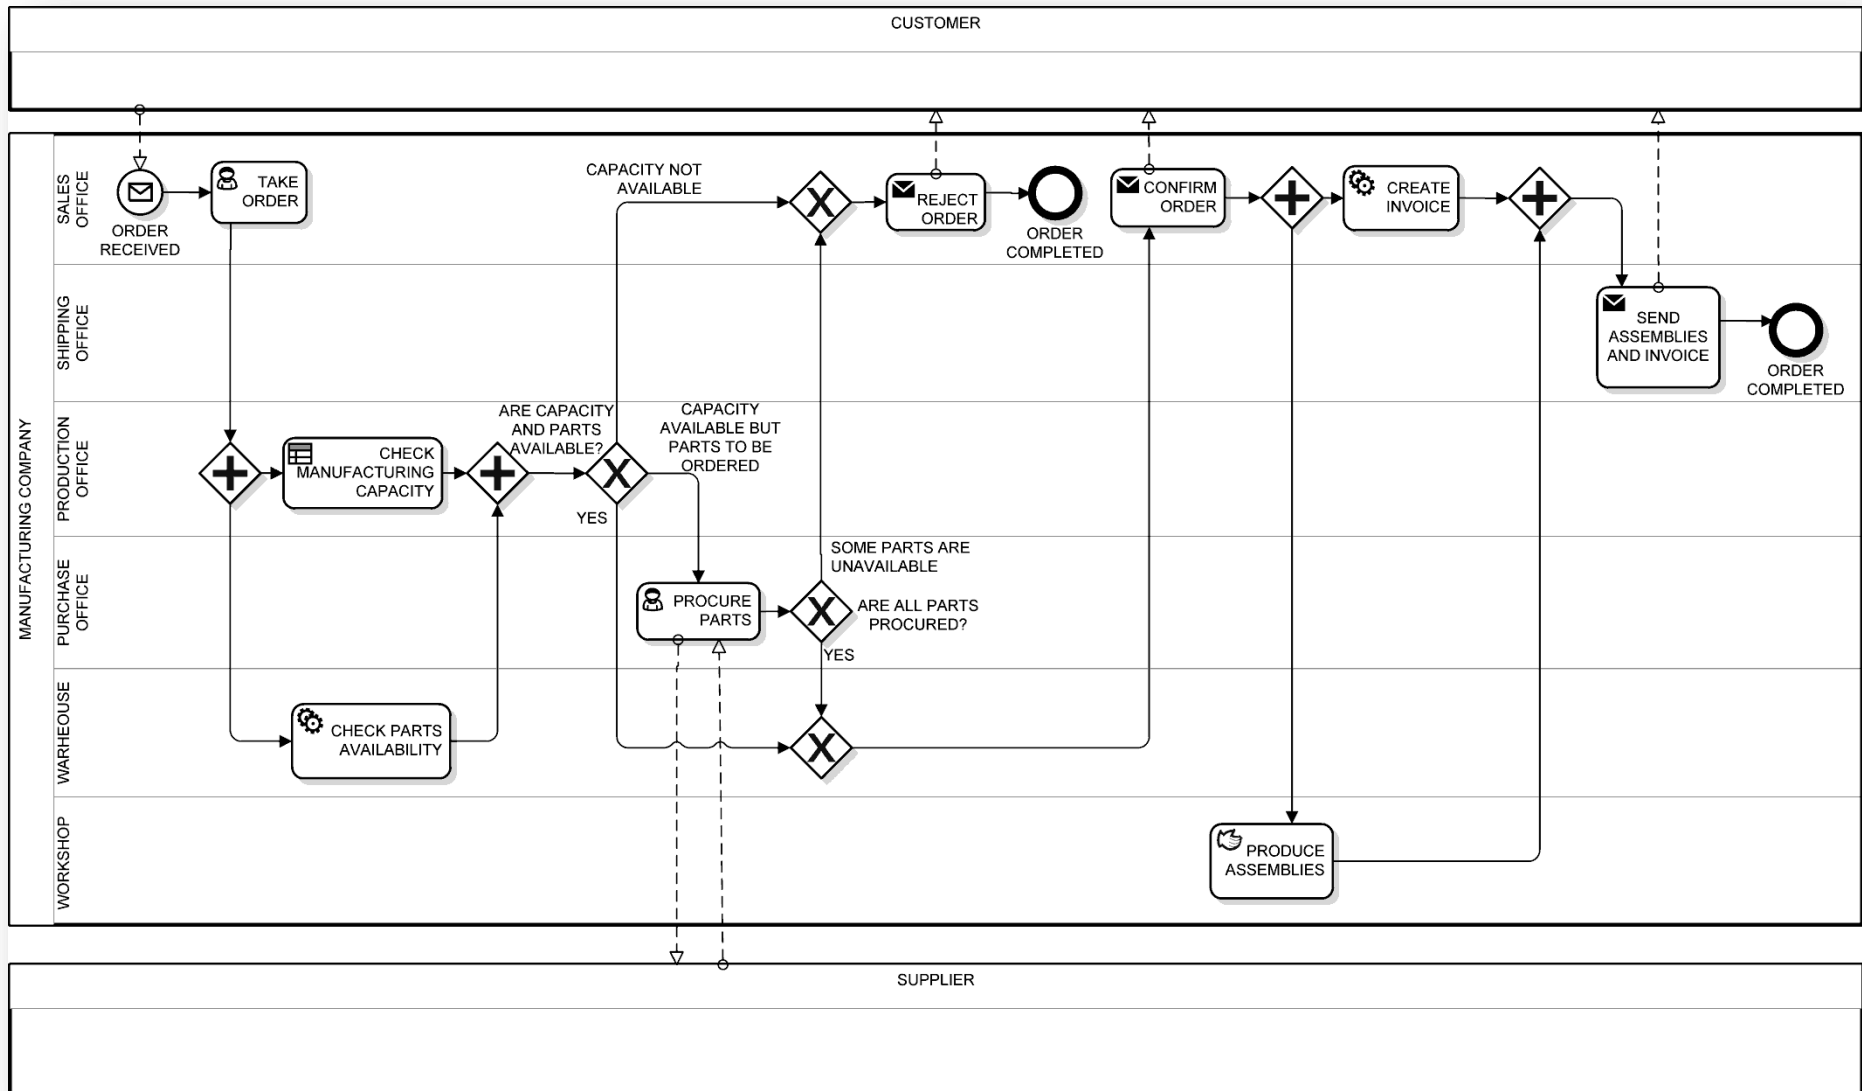 CUSTOMER
MANUFACTURING COMPANY
SALES
OFFICE
ORDER
RECEIVED
TAKE
ORDER
CAPACITY NOT
AVAILABLE
REJECT
ORDER
ORDER
COMPLETED
CONFIRM
ORDER
CREATE
INVOICE
SHIPPING
OFFICE
SEND
ASSEMBLIES
AND INVOICE
ORDER
COMPLETED
PRODUCTION
OFFICE
CHECK
MANUFACTURING
CAPACITY
ARE CAPACITY
AND PARTS
AVAILABLE?
CAPACITY
AVAILABLE BUT
PARTS TO BE
ORDERED
YES
PURCHASE
OFFICE
PROCURE
PARTS
SOME PARTS ARE
UNAVAILABLE
ARE ALL PARTS
PROCURED?
YES
WARHEOUSE
CHECK PARTS
AVAILABILITY
WORKSHOP
PRODUCE
ASSEMBLIES
SUPPLIER